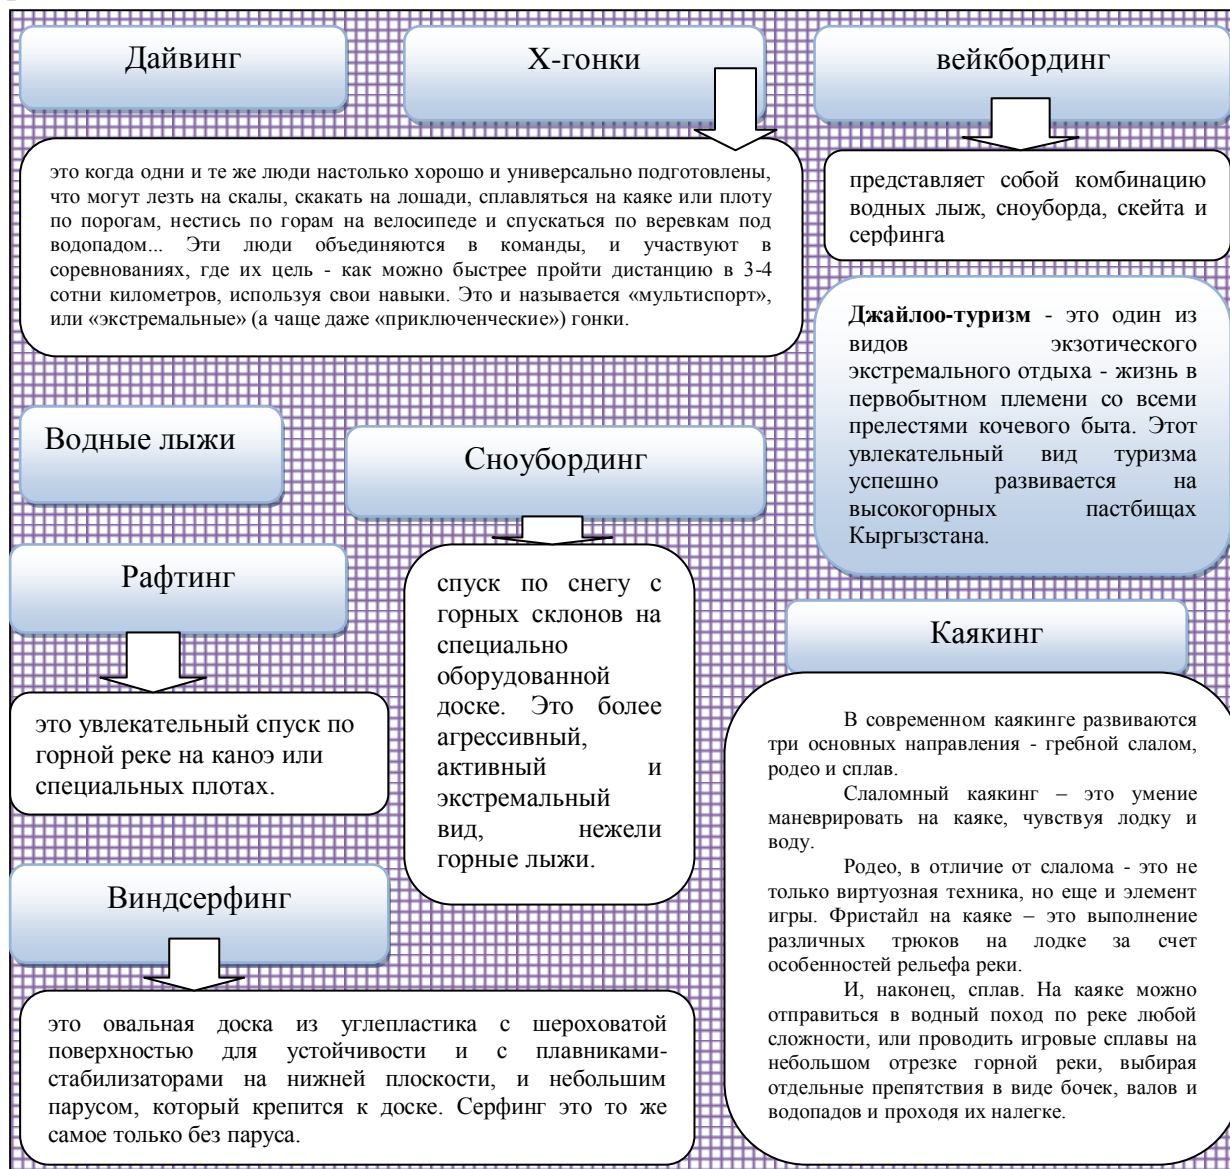 Дайвинг
Х-гонки
вейкбординг
это когда одни и те же люди настолько хорошо и универсально подготовлены,
что могут лезть на скалы, скакать на лошади, сплавляться на каяке или плоту
по порогам, нестись по горам на велосипеде и спускаться по веревкам под
водопадом... Эти люди объединяются в команды, и участвуют в
соревнованиях, где их цель - как можно быстрее пройти дистанцию в 3-4
сотни километров, используя свои навыки. Это и называется «мультиспорт»,
или «экстремальные» (а чаще даже «приключенческие») гонки.
представляет собой комбинацию
водных лыж, сноуборда, скейта и
серфинга
Джайлоо-туризм - это один из
видов экзотического
экстремального отдыха - жизнь в
первобытном племени со всеми
прелестями кочевого быта. Этот
увлекательный вид туризма
успешно развивается на
высокогорных пастбищах
Кыргызстана.
Водные лыжи
Сноубординг
спуск по снегу с
горных склонов на
специально
оборудованной
доске. Это более
агрессивный,
активный и
экстремальный
вид, нежели
горные лыжи.
Рафтинг
это увлекательный спуск по
горной реке на каноэ или
специальных плотах.
Каякинг
В современном каякинге развиваются
три основных направления - гребной слалом,
родео и сплав.
Слаломный каякинг – это умение
маневрировать на каяке, чувствуя лодку и
воду.
Родео, в отличие от слалома - это не
только виртуозная техника, но еще и элемент
игры. Фристайл на каяке – это выполнение
различных трюков на лодке за счет
особенностей рельефа реки.
И, наконец, сплав. На каяке можно
отправиться в водный поход по реке любой
сложности, или проводить игровые сплавы на
небольшом отрезке горной реки, выбирая
отдельные препятствия в виде бочек, валов и
водопадов и проходя их налегке.
Виндсерфинг
это овальная доска из углепластика с шероховатой
поверхностью для устойчивости и с плавниками-
стабилизаторами на нижней плоскости, и небольшим
парусом, который крепится к доске. Серфинг это то же
самое только без паруса.